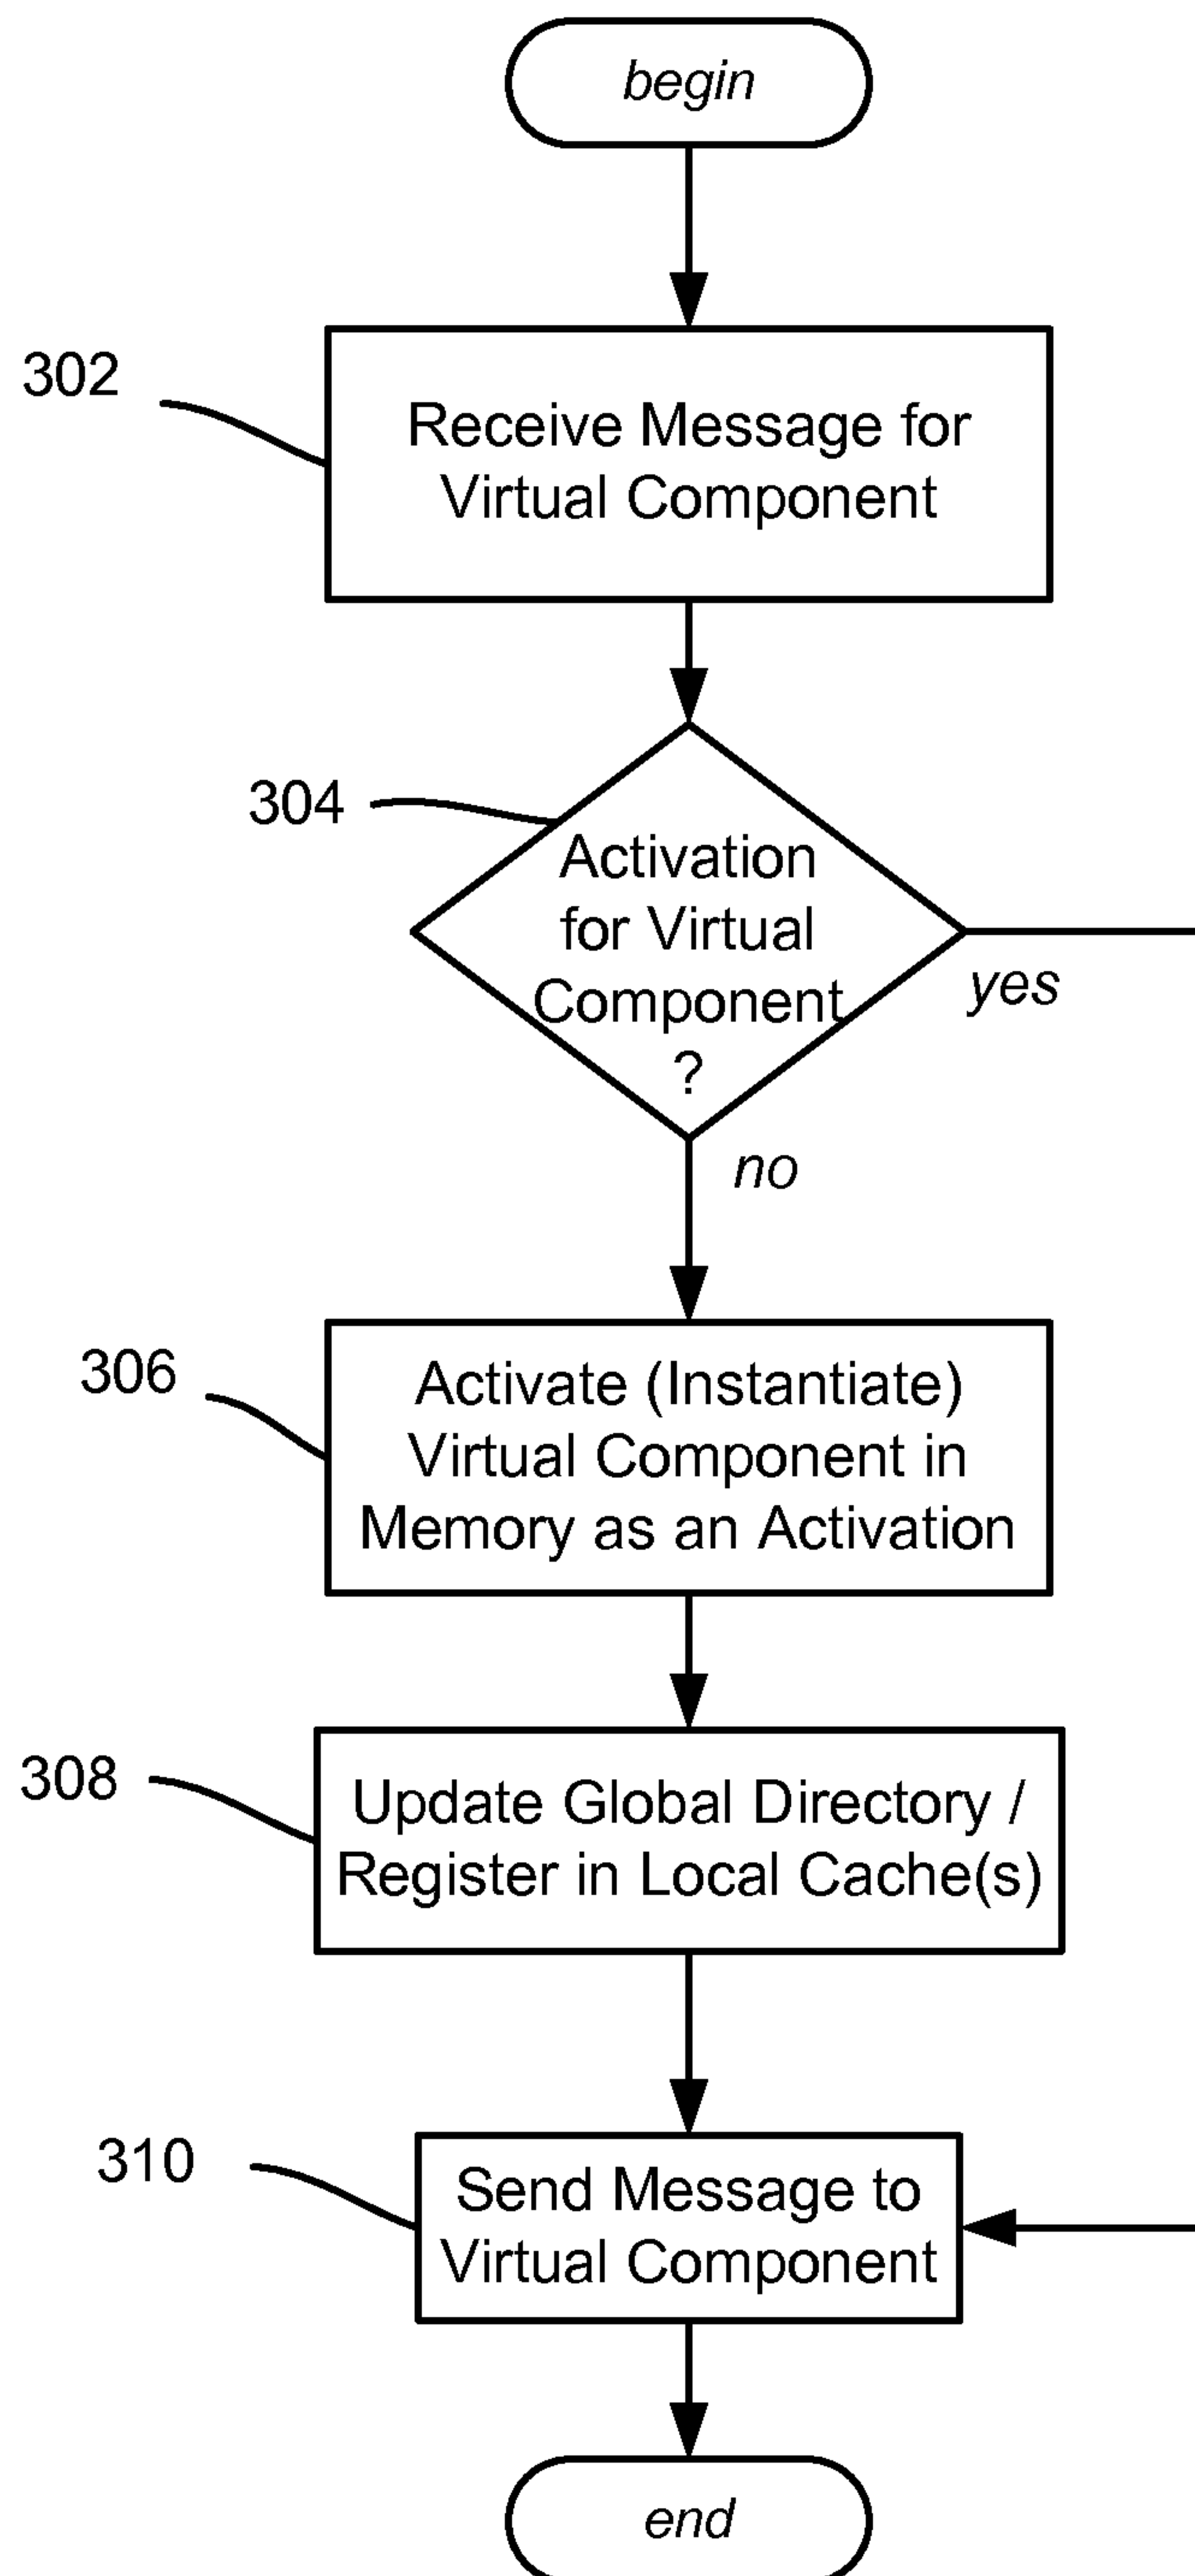 begin
302
Receive Message for
Virtual Component
304
Activation
for Virtual
Component
?
yes
no
306
Activate (Instantiate)
Virtual Component in
Memory as an Activation
308
Update Global Directory /
Register in Local Cache(s)
310
Send Message to
Virtual Component
end